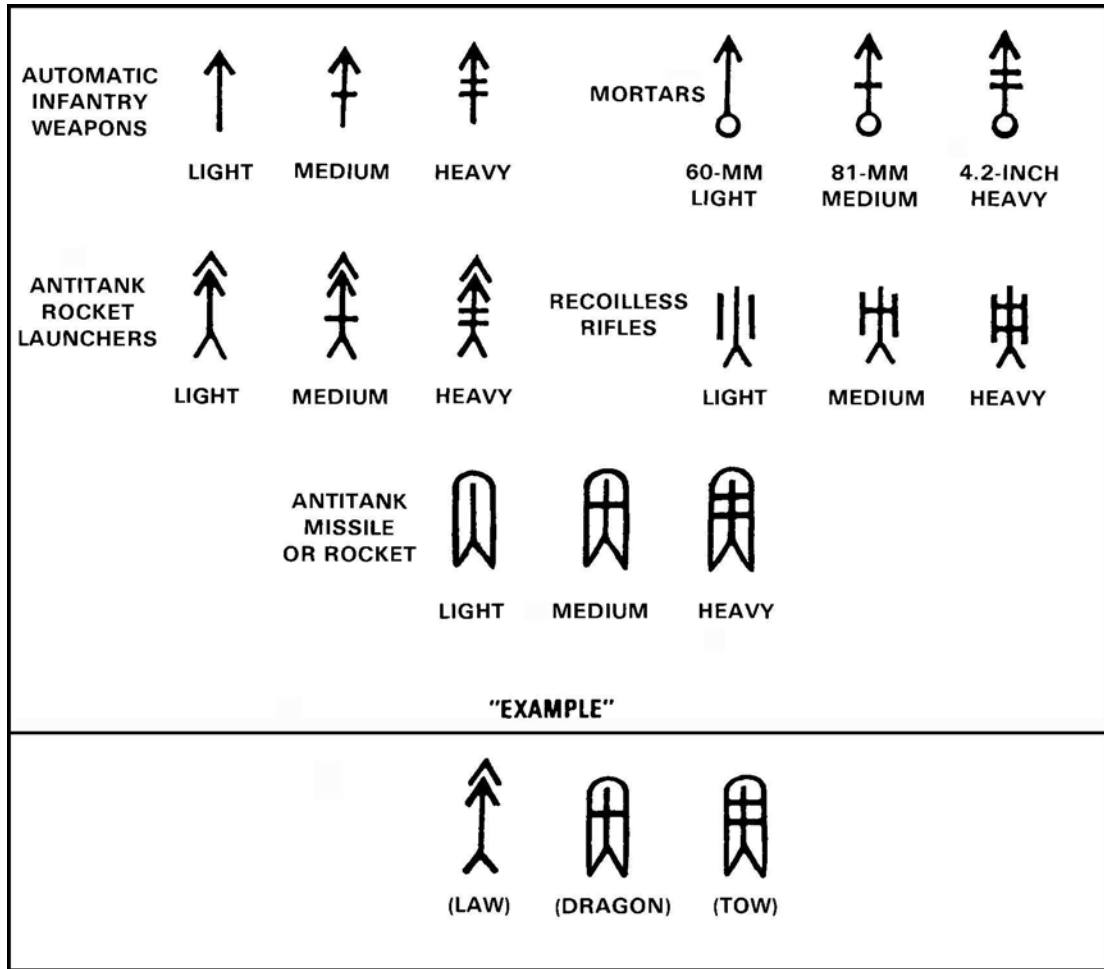 AUTOMATIC
INFANTRY
WEAPONS
LIGHT
MEDIUM
HEAVY
MORTARS
60-MM
LIGHT
81-MM
MEDIUM
4.2-INCH
HEAVY
ANTITANK
ROCKET
LAUNCHERS
LIGHT
MEDIUM
HEAVY
RECOILLESS
RIFLES
LIGHT
MEDIUM
HEAVY
ANTITANK
MISSILE
OR ROCKET
LIGHT
MEDIUM
HEAVY
"EXAMPLE"
(LAW)
(DRAGON)
(TOW)